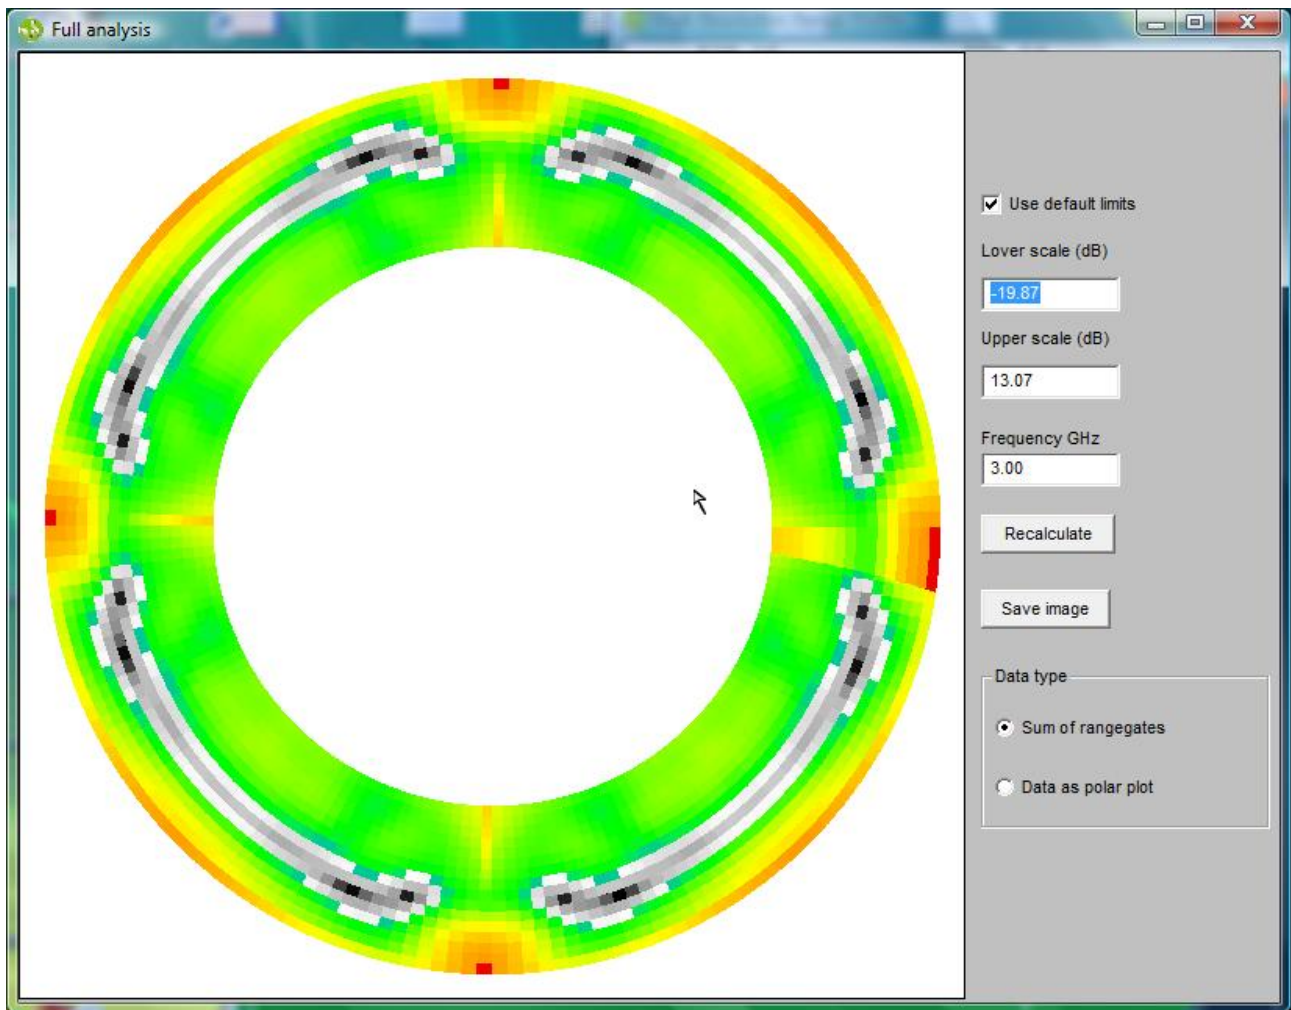 Full analysis
Use default limits
Lover scale (dB)
-19.87
Upper scale (dB)
13.07
Frequency GHz
3.00
Recalculate
Save image
Data type
Sum of rangegates
Data as polar plot